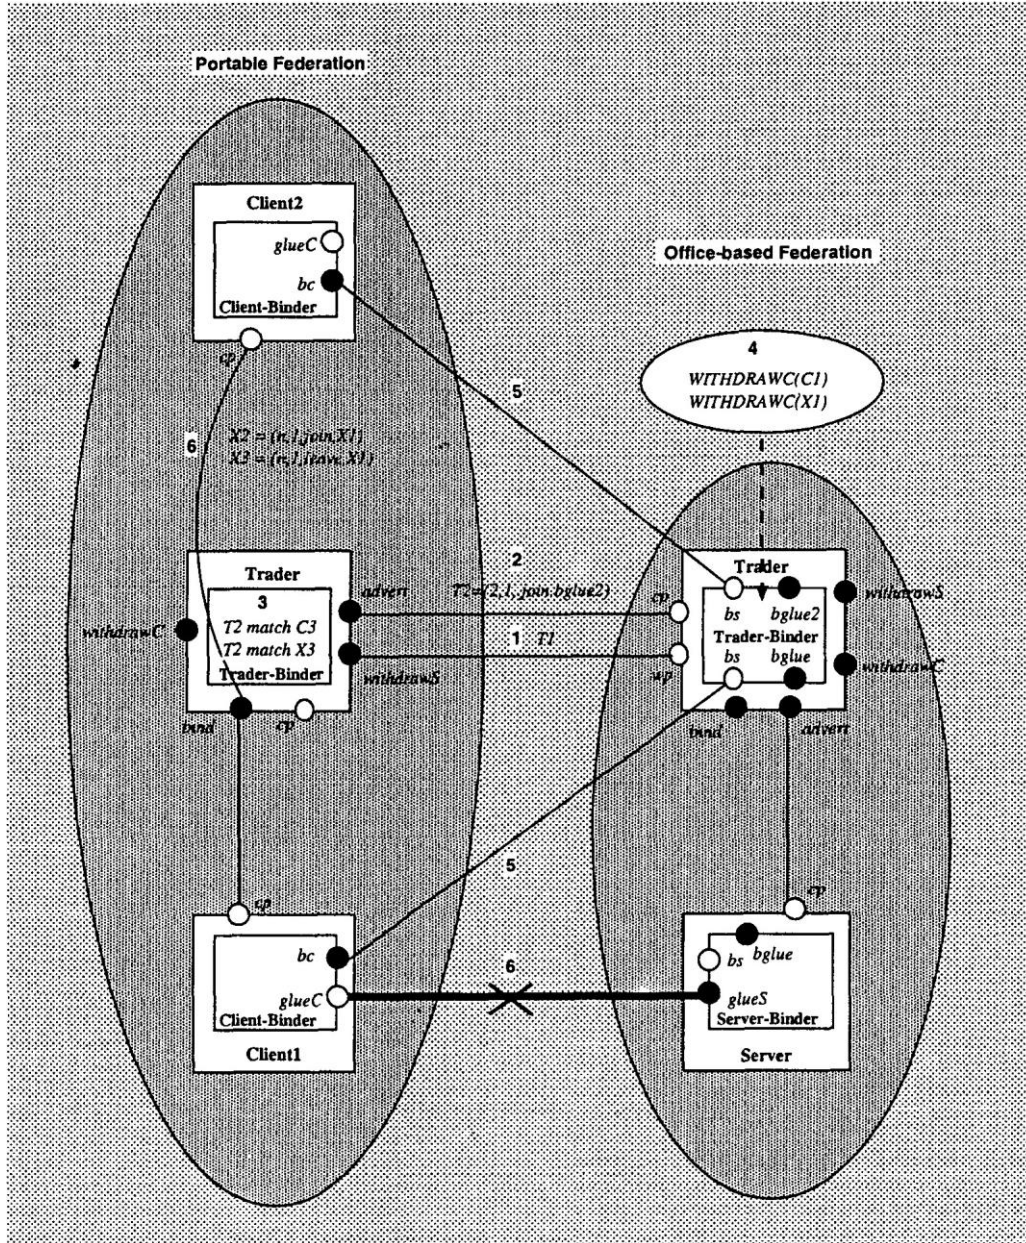 Portable Federation
Client2
glueC
bc
Client-Binder
cp
Office-based Federation
4
WITHDRAWC(C1)
WITHDRAWC(X1)
5
6
X2 = (n,1,join,X1)
X3 = (n,1,leave,X1)
Trader
3
T2 match C3
T2 match X3
Trader-Binder
withdrawC
advert
withdrawS
bind
cp
2
T2=(2,1, join.bglue2)
1
T1
cp
wp
Trader
bs
bglue2
Trader-Binder
bs
bglue
withdrawS
withdrawC
bind
advert
5
cp
bc
glueC
Client-Binder
Client1
6
cp
bs
bglue
glueS
Server-Binder
Server